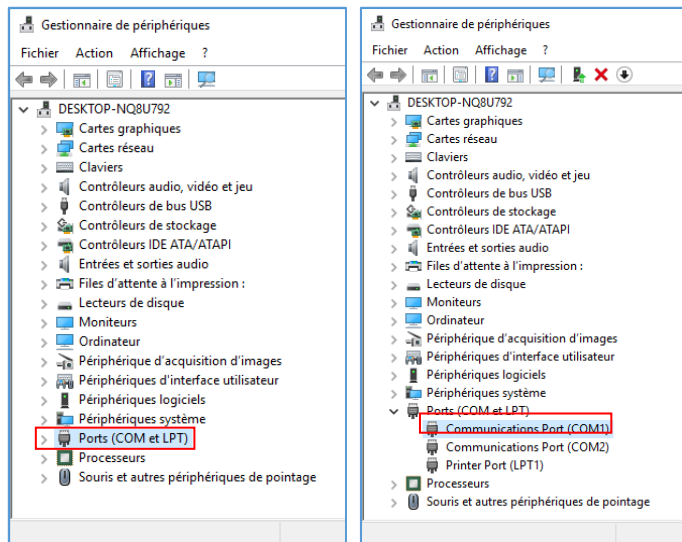 Gestionnaire de périphériques
Fichier Action Affichage ?
DESKTOP-NQ8U792
Cartes graphiques
Cartes réseau
Claviers
Contrôleurs audio, vidéo et jeu
Contrôleurs de bus USB
Contrôleurs de stockage
Contrôleurs IDE ATA/ATAPI
Entrées et sorties audio
Files d'attente à l'impression :
Lecteurs de disque
Moniteurs
Ordinateur
Périphérique d'acquisition d'images
Périphériques d'interface utilisateur
Périphériques logiciels
Périphériques système
Ports (COM et LPT)
Processeurs
Souris et autres périphériques de pointage
Gestionnaire de périphériques
Fichier Action Affichage ?
DESKTOP-NQ8U792
Cartes graphiques
Cartes réseau
Claviers
Contrôleurs audio, vidéo et jeu
Contrôleurs de bus USB
Contrôleurs de stockage
Contrôleurs IDE ATA/ATAPI
Entrées et sorties audio
Files d'attente à l'impression :
Lecteurs de disque
Moniteurs
Ordinateur
Périphérique d'acquisition d'images
Périphériques d'interface utilisateur
Périphériques logiciels
Périphériques système
Ports (COM et LPT)
Communications Port (COM1)
Communications Port (COM2)
Printer Port (LPT1)
Processeurs
Souris et autres périphériques de pointage